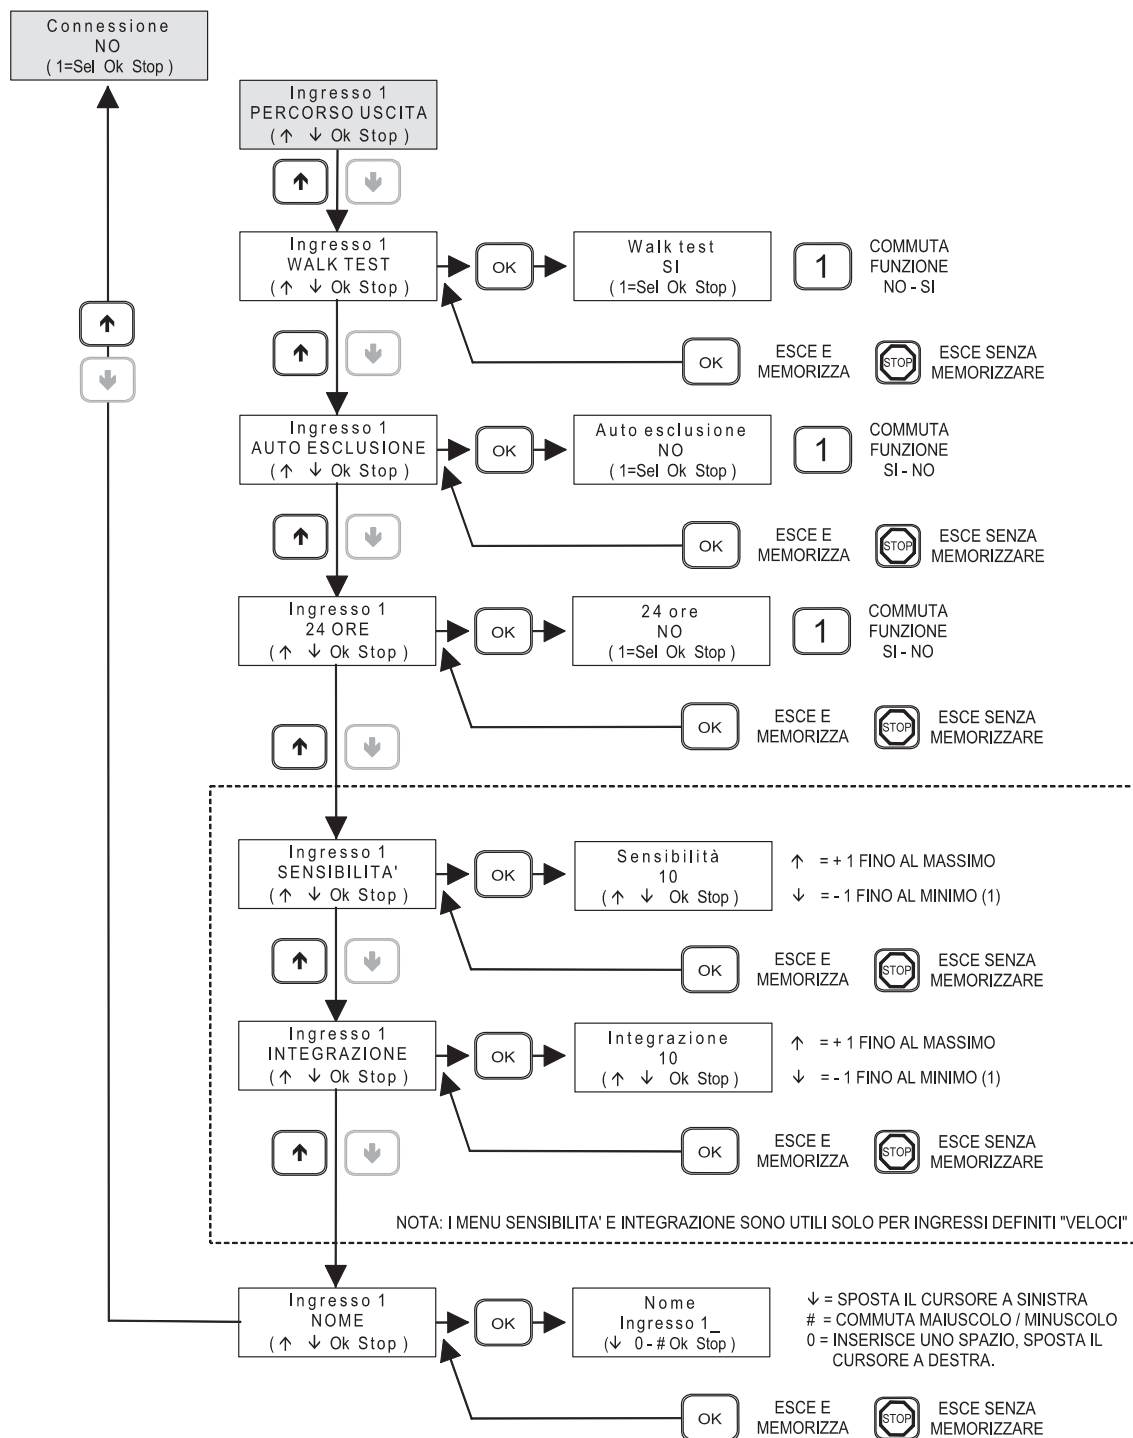 Connessione
NO
(1=Sel Ok Stop)
Ingresso 1
PERCORSO USCITA
(↑ ↓ Ok Stop)
Ingresso 1
WALK TEST
(↑ ↓ Ok Stop)
OK
Walk test
SI
(1=Sel Ok Stop)
1
COMMUTA
FUNZIONE
NO - SI
OK
ESCE E
MEMORIZZA
STOP
ESCE SENZA
MEMORIZZARE
Ingresso 1
AUTO ESCLUSIONE
(↑ ↓ Ok Stop)
OK
Auto esclusione
NO
(1=Sel Ok Stop)
1
COMMUTA
FUNZIONE
SI - NO
OK
ESCE E
MEMORIZZA
STOP
ESCE SENZA
MEMORIZZARE
Ingresso 1
24 ORE
(↑ ↓ Ok Stop)
OK
24 ore
NO
(1=Sel Ok Stop)
1
COMMUTA
FUNZIONE
SI - NO
OK
ESCE E
MEMORIZZA
STOP
ESCE SENZA
MEMORIZZARE
Ingresso 1
SENSIBILITA'
(↑ ↓ Ok Stop)
OK
Sensibilità
10
(↑ ↓ Ok Stop)
↑ = + 1 FINO AL MASSIMO
↓ = - 1 FINO AL MINIMO (1)
OK
ESCE E
MEMORIZZA
STOP
ESCE SENZA
MEMORIZZARE
Ingresso 1
INTEGRAZIONE
(↑ ↓ Ok Stop)
OK
Integrazione
10
(↑ ↓ Ok Stop)
↑ = + 1 FINO AL MASSIMO
↓ = - 1 FINO AL MINIMO (1)
OK
ESCE E
MEMORIZZA
STOP
ESCE SENZA
MEMORIZZARE
NOTA: I MENU SENSIBILITA' E INTEGRAZIONE SONO UTILI SOLO PER INGRESSI DEFINITI "VELOCI"
Ingresso 1
NOME
(↑ ↓ Ok Stop)
OK
Nome
Ingresso 1_
(↓ 0 - # Ok Stop)
↓ = SPOSTA IL CURSORE A SINISTRA
# = COMMUTA MAIUSCOLO / MINUSCOLO
0 = INSERISCE UNO SPAZIO, SPOSTA IL
CURSORE A DESTRA.
OK
ESCE E
MEMORIZZA
STOP
ESCE SENZA
MEMORIZZARE